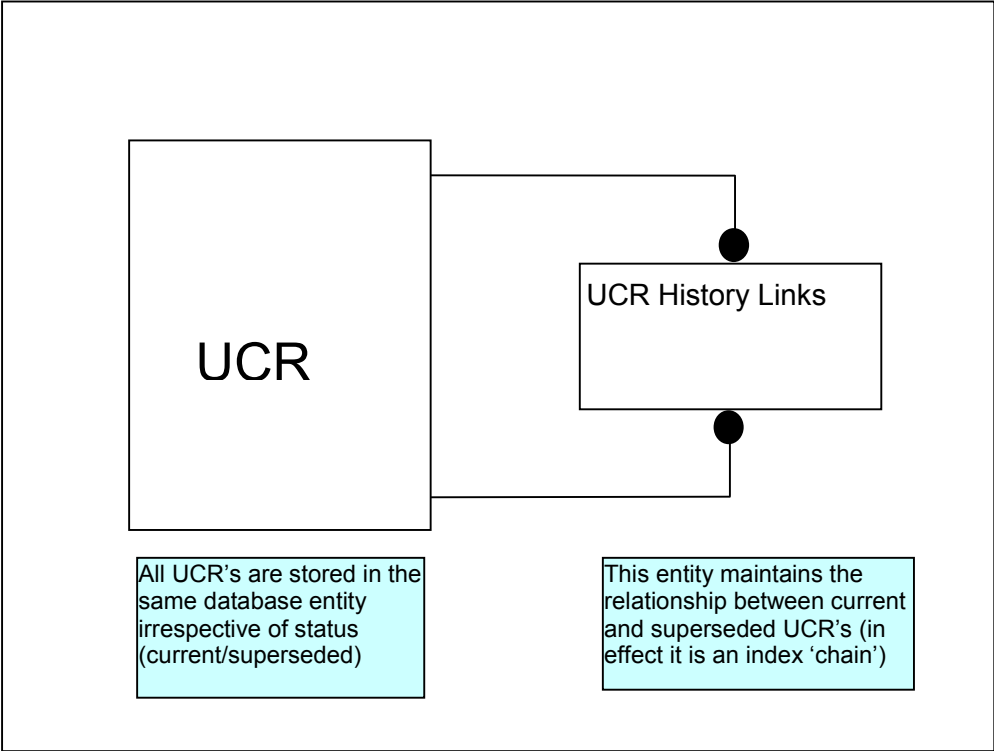 UCR
UCR History Links
All UCR's are stored in the
same database entity
irrespective of status
(current/superseded)
This entity maintains the
relationship between current
and superseded UCR's (in
effect it is an index ‘chain’)